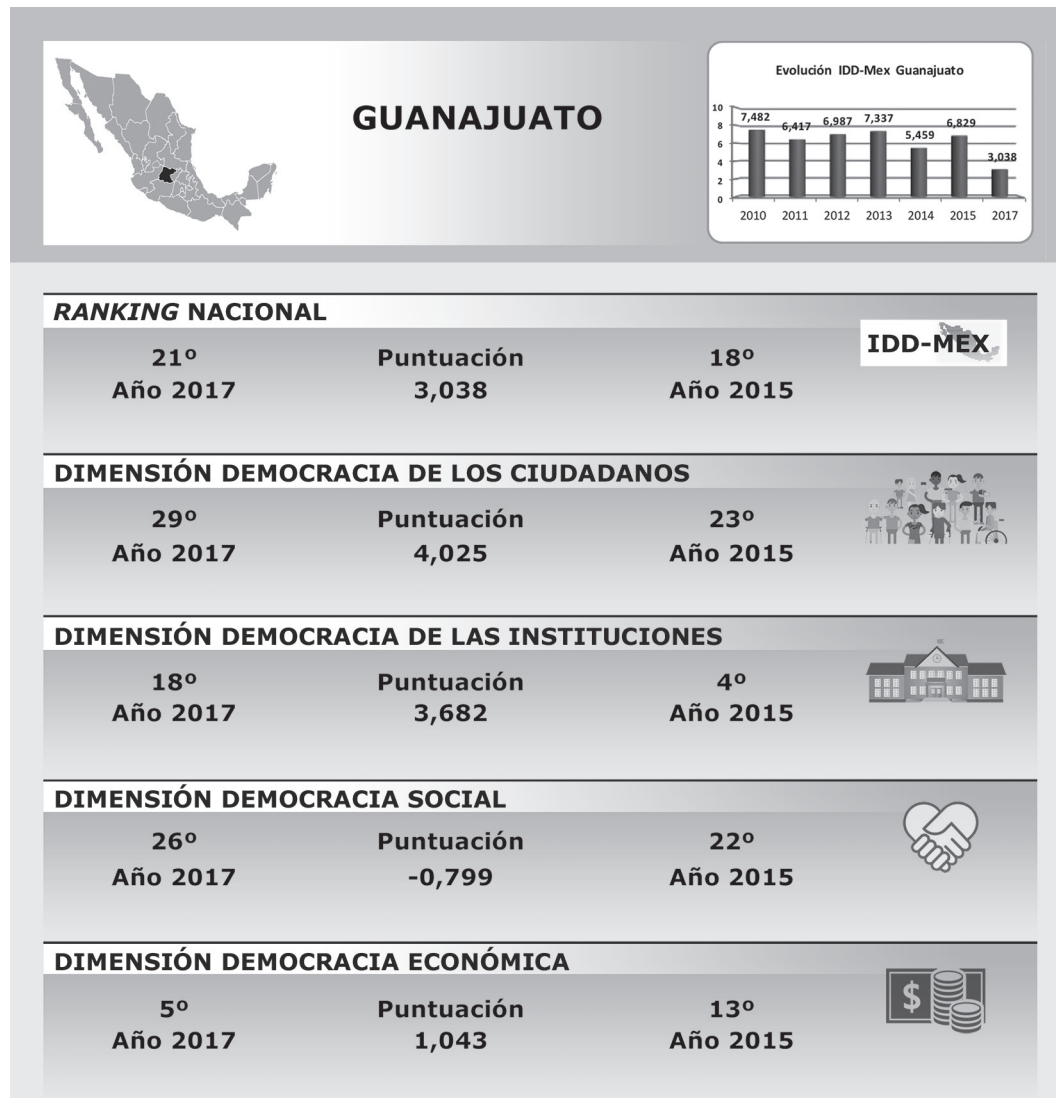 GUANAJUATO
Evolución IDD-Mex Guanajuato
10
8
6
4
2
0
7,482
6,417
6,987
7,337
5,459
6,829
3,038
2010 2011 2012 2013 2014 2015 2017
RANKING NACIONAL
IDD-MEX
21º Puntuación 18º
Año 2017 3,038 Año 2015
DIMENSIÓN DEMOCRACIA DE LOS CIUDADANOS
29º Puntuación 23º
Año 2017 4,025 Año 2015
DIMENSIÓN DEMOCRACIA DE LAS INSTITUCIONES
18º Puntuación 4º
Año 2017 3,682 Año 2015
DIMENSIÓN DEMOCRACIA SOCIAL
26º Puntuación 22º
Año 2017 -0,799 Año 2015
DIMENSIÓN DEMOCRACIA ECONÓMICA
$
5º Puntuación 13º
Año 2017 1,043 Año 2015